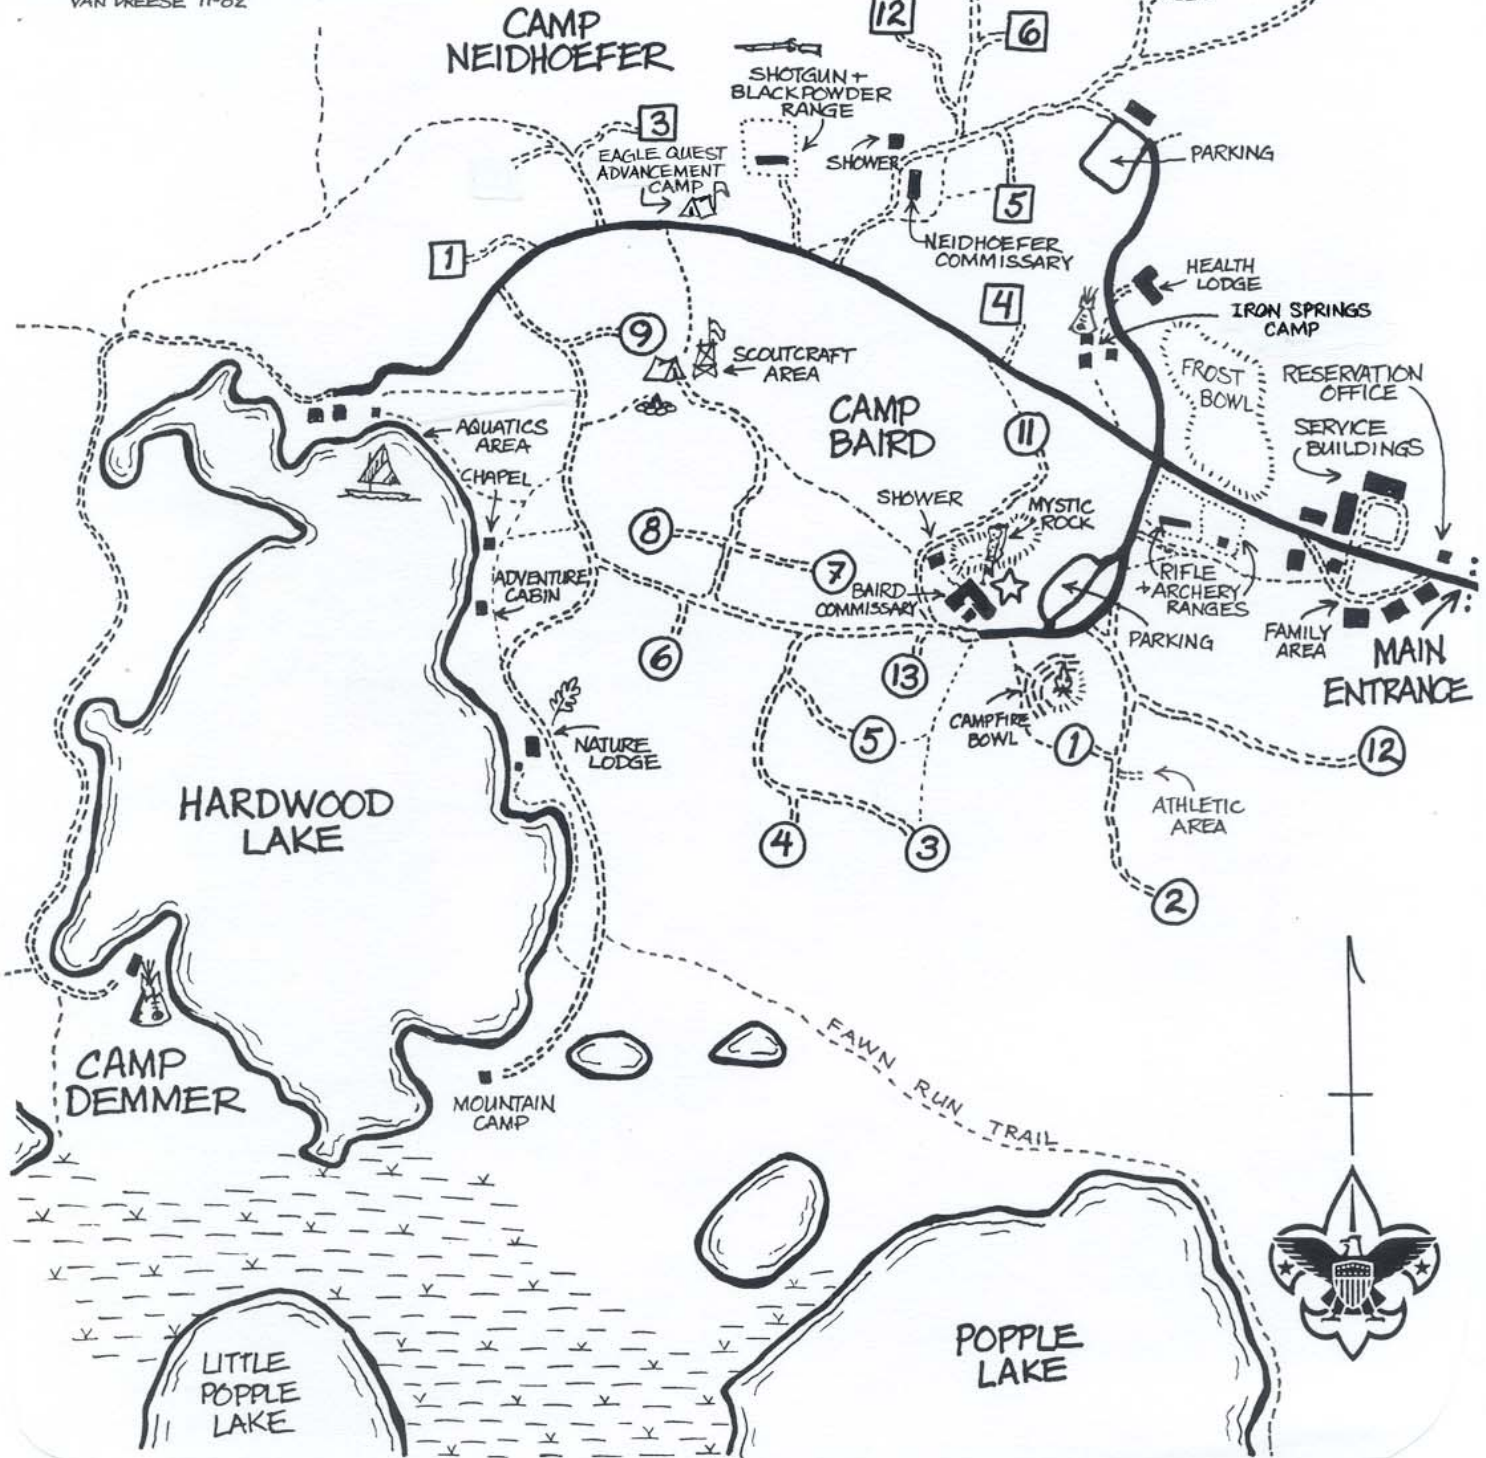 VAN DREESE 11-02
CAMP
NEIDHOEFER
12
6
SHOTGUN +
BLACKPOWDER
RANGE
3
EAGLE QUEST
ADVANCEMENT
CAMP
SHOWER
PARKING
5
1
NEIDHOEFER
COMMISSARY
HEALTH
LODGE
4
IRON SPRINGS
CAMP
9
SCOUTCRAFT
AREA
FROST
BOWL
RESERVATION
OFFICE
CAMP
BAIRD
11
SERVICE
BUILDINGS
AQUATICS
AREA
CHAPEL
SHOWER
MYSTIC
ROCK
8
7
ADVENTURE
CABIN
BAIRD
COMMISSARY
RIFLE
+ ARCHERY
RANGES
PARKING
FAMILY
AREA
MAIN
ENTRANCE
6
13
CAMPFIRE
BOWL
5
1
12
NATURE
LODGE
ATHLETIC
AREA
HARDWOOD
LAKE
4
3
2
CAMP
DEMMER
MOUNTAIN
CAMP
FAWN RUN TRAIL
LITTLE
POPPLE
LAKE
POPPLE
LAKE